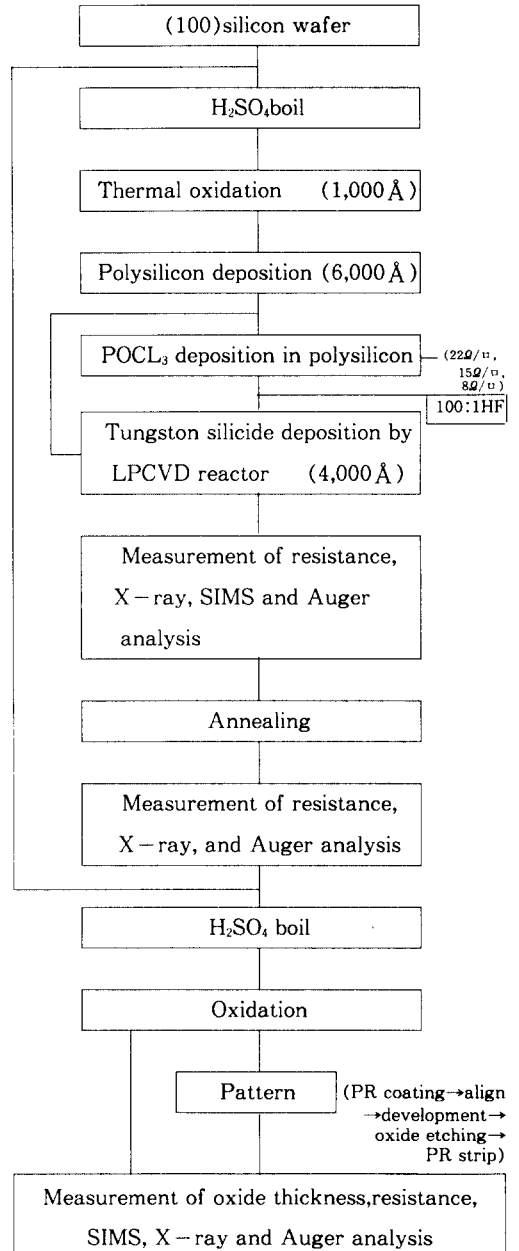 (100)silicon wafer
H₂SO₄boil
Thermal oxidation (1,000Å)
Polysilicon deposition (6,000Å)
POCL₃ deposition in polysilicon
(22Ω/□,
15Ω/□,
8Ω/□)
100:1HF
Tungston silicide deposition by
LPCVD reactor (4,000Å)
Measurement of resistance,
X－ray, SIMS and Auger
analysis
Annealing
Measurement of resistance,
X－ray, and Auger analysis
H₂SO₄ boil
Oxidation
Pattern
(PR coating→align
→development→
oxide etching→
PR strip)
Measurement of oxide thickness,resistance,
SIMS, X－ray and Auger analysis